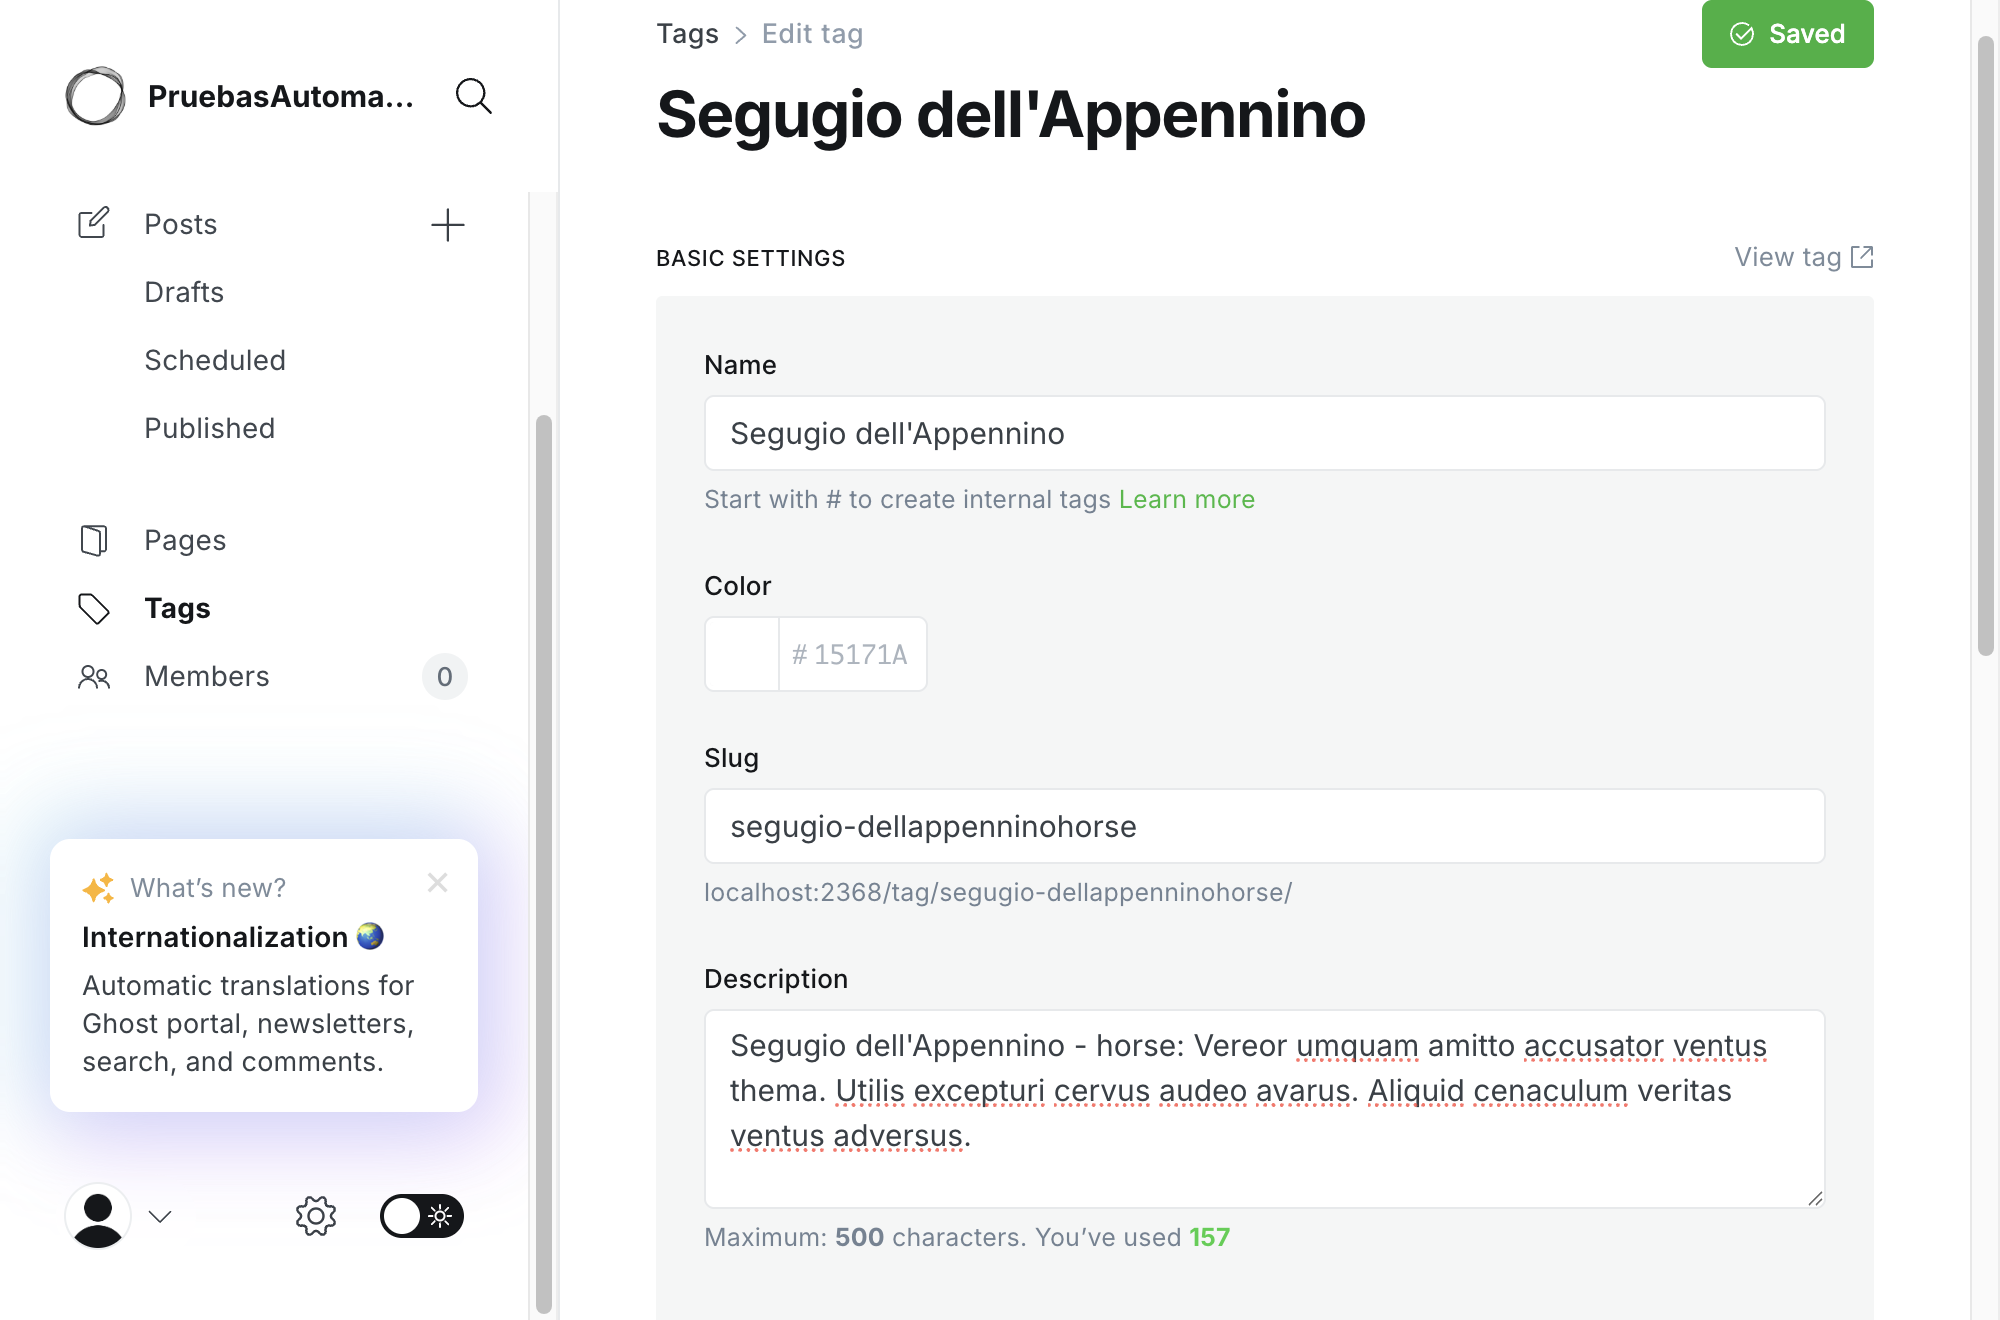 PruebasAutoma...
Posts
Drafts
Scheduled
Published
Pages
Tags
Members
0
What’s new?
Internationalization
Automatic translations for
Ghost portal, newsletters,
search, and comments.
Tags > Edit tag
Saved
Segugio dell'Appennino
BASIC SETTINGS
View tag
Name
Segugio dell'Appennino
Start with # to create internal tags Learn more
Color
# 15171A
Slug
segugio-dellappenninohorse
localhost:2368/tag/segugio-dellappenninohorse/
Description
Segugio dell'Appennino - horse: Vereor umquam amitto accusator ventus
thema. Utilis excepturi cervus audeo avarus. Aliquid cenaculum veritas
ventus adversus.
Maximum: 500 characters. You’ve used 157